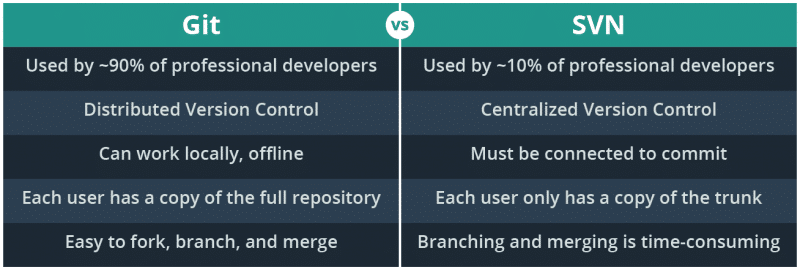 Git vs SVN
Used by ~90% of professional developers Used by ~10% of professional developers
Distributed Version Control Centralized Version Control
Can work locally, offline Must be connected to commit
Each user has a copy of the full repository Each user only has a copy of the trunk
Easy to fork, branch, and merge Branching and merging is time-consuming